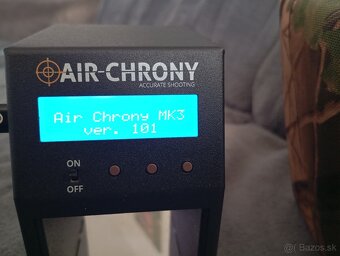 AIR-CHRONY
ACCURATE SHOOTING
Air Chrony MK3
ver. 101
ON
OFF
Bazos.sk